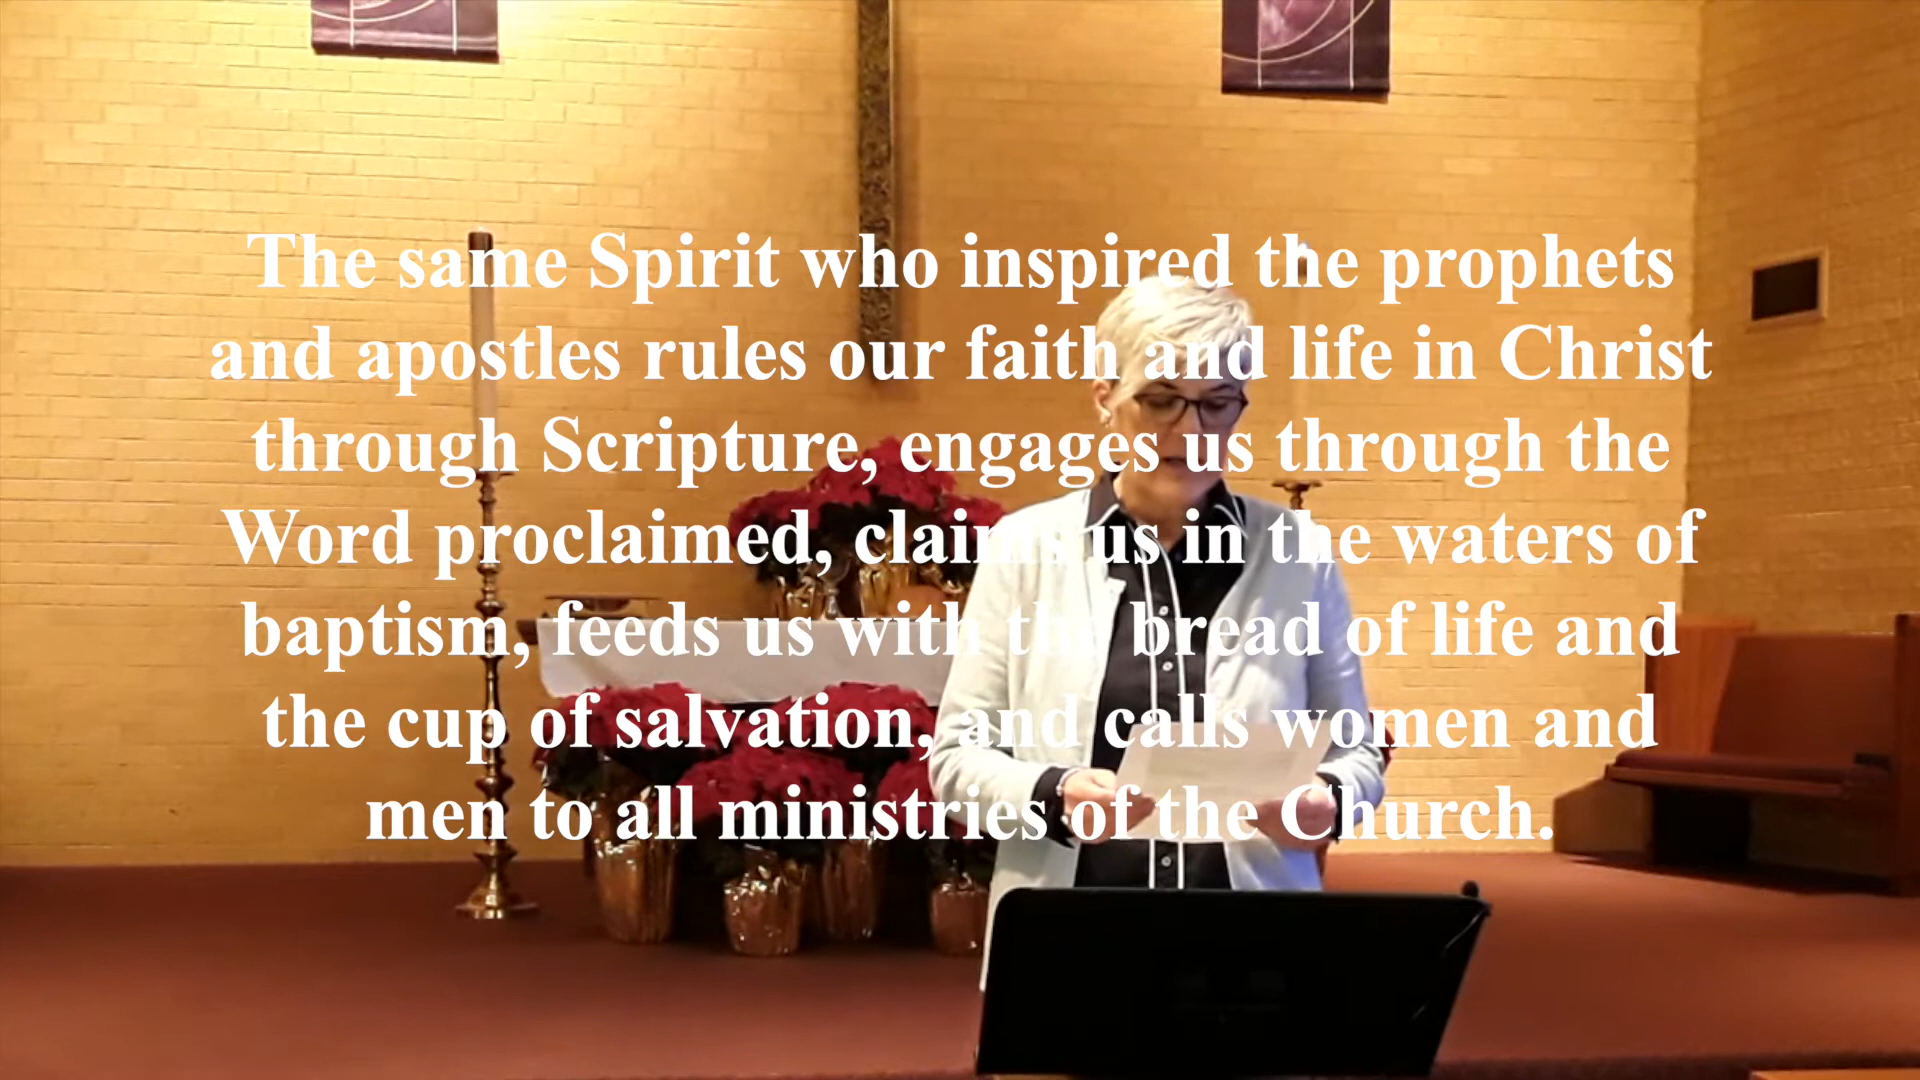 The same Spirit who inspired the prophets
and apostles rules our faith and life in Christ
through Scripture, engages us through the
Word proclaimed, claims us in the waters of
baptism, feeds us with the bread of life and
the cup of salvation, and calls women and
men to all ministries of the Church.